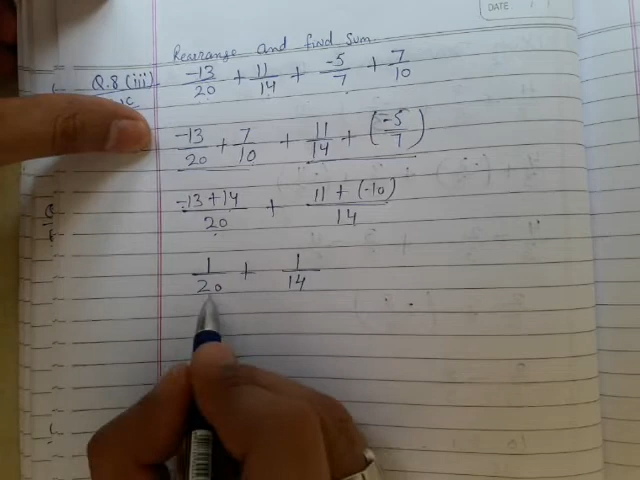 DATE
Rearrange and find Sum
Q.8 (iii) -13/20 + 11/14 + -5/7 + 7/10
-13/20 + 7/10 + 11/14 + (-5/7)
-13+14/20 + 11+(-10)/14
1/20 + 1/14